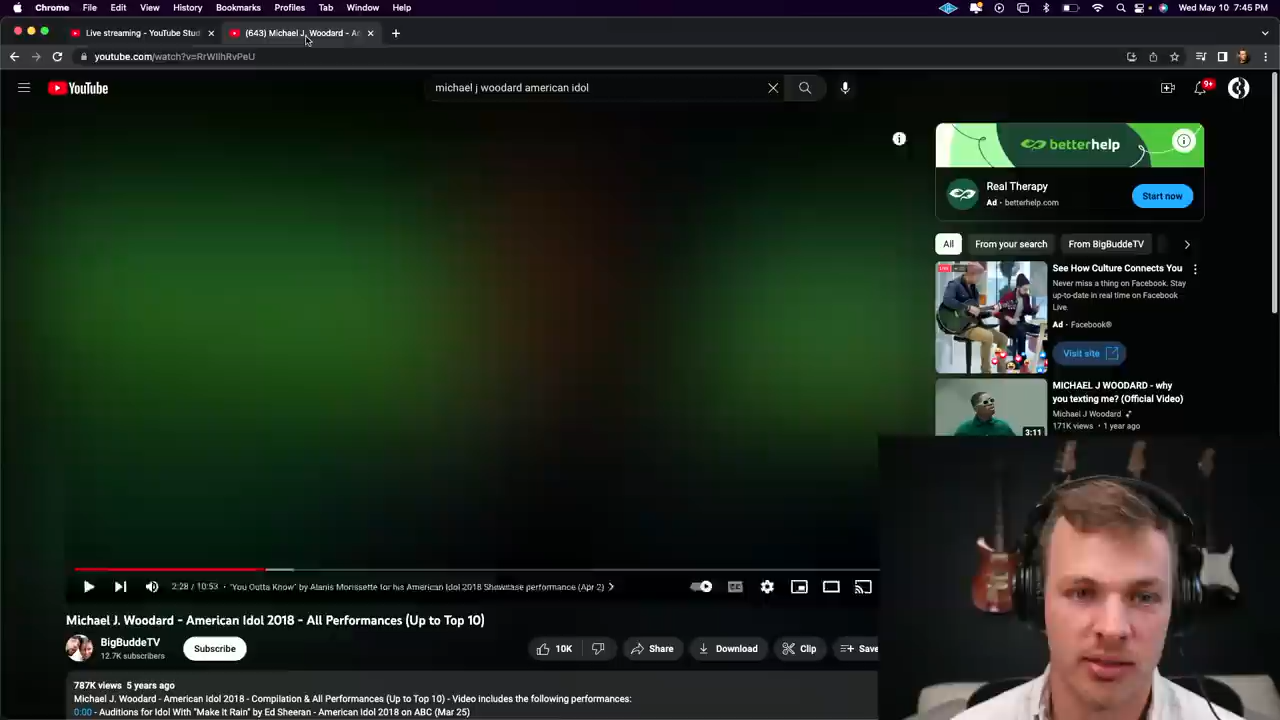 Chrome File Edit View History Bookmarks Profiles Tab Window Help Wed May 10 7:45 PM
Live streaming - YouTube Stud (643) Michael J. Woodard - A
youtube.com/watch?v=RrWIlhRvPeU
YouTube michael j woodard american idol 9+
betterhelp
Real Therapy
Ad · betterhelp.com
Start now
All From your search From BigBuddeTV
LIVE
See How Culture Connects You
Never miss a thing on Facebook. Stay
up-to-date in real time on Facebook
Live.
Ad · Facebook®
Visit site
MICHAEL J WOODARD - why
you texting me? (Official Video)
Michael J Woodard
171K views · 1 year ago
3:11
2:28 / 10:53 · "You Outta Know" by Alanis Morissette for his American Idol 2018 Showcase performance (Apr 2)
Michael J. Woodard - American Idol 2018 - All Performances (Up to Top 10)
BigBuddeTV
12.7K subscribers
Subscribe
10K Share Download Clip Save
787K views 5 years ago
Michael J. Woodard - American Idol 2018 - Compilation & All Performances (Up to Top 10) - Video includes the following performances:
0:00 - Auditions for Idol With "Make It Rain" by Ed Sheeran - American Idol 2018 on ABC (Mar 25)